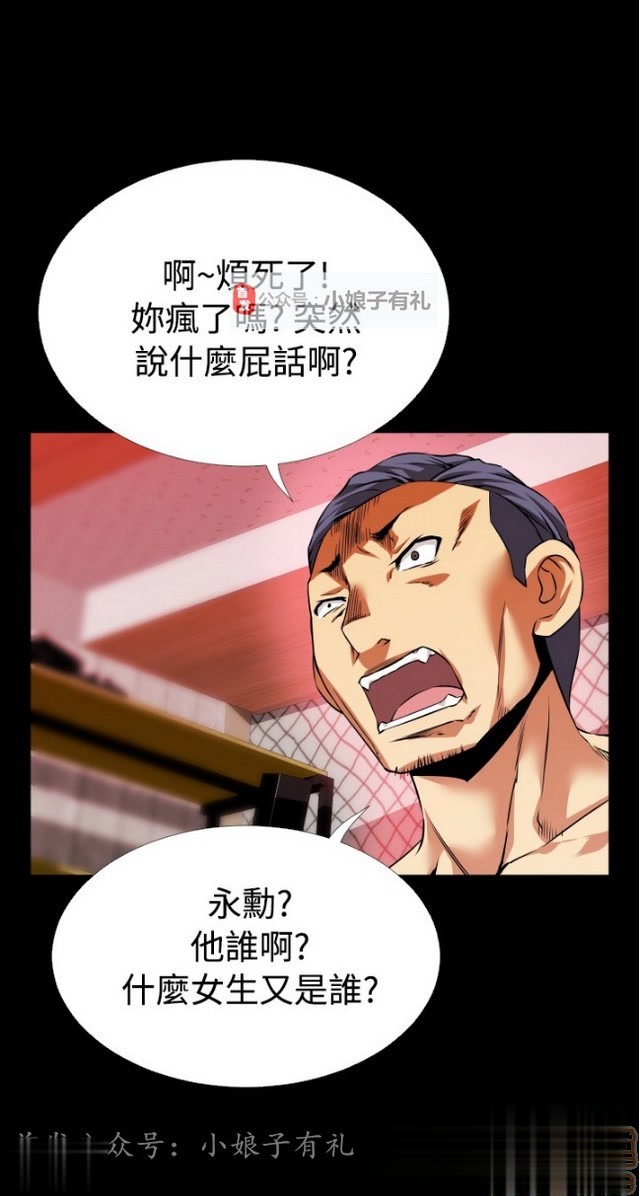 啊~煩死了!
首发公众号:小娘子有礼
妳瘋了嗎? 突然
說什麼屁話啊?
永勳?
他誰啊?
什麼女生又是誰?
众号: 小娘子有礼